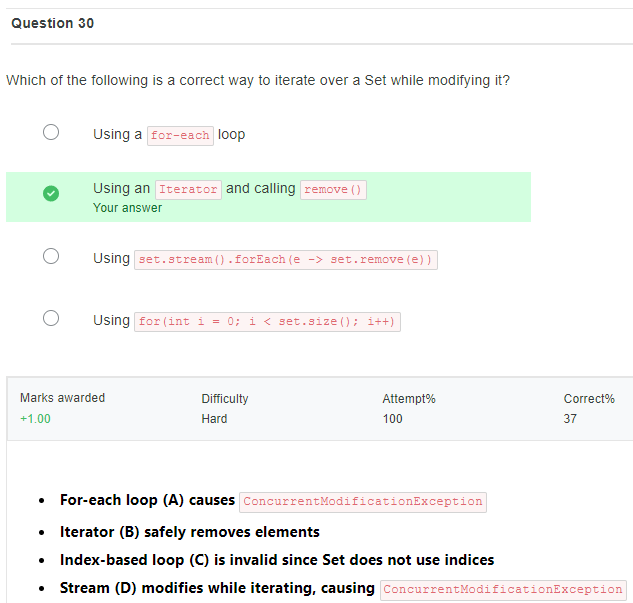 Question 30
Which of the following is a correct way to iterate over a Set while modifying it?
Using a for-each loop
Using an Iterator and calling remove()
Your answer
Using set.stream().forEach(e -> set.remove(e))
Using for(int i = 0; i < set.size(); i++)
Marks awarded Difficulty Attempt% Correct%
+1.00 Hard 100 37
• For-each loop (A) causes ConcurrentModificationException
• Iterator (B) safely removes elements
• Index-based loop (C) is invalid since Set does not use indices
• Stream (D) modifies while iterating, causing ConcurrentModificationException